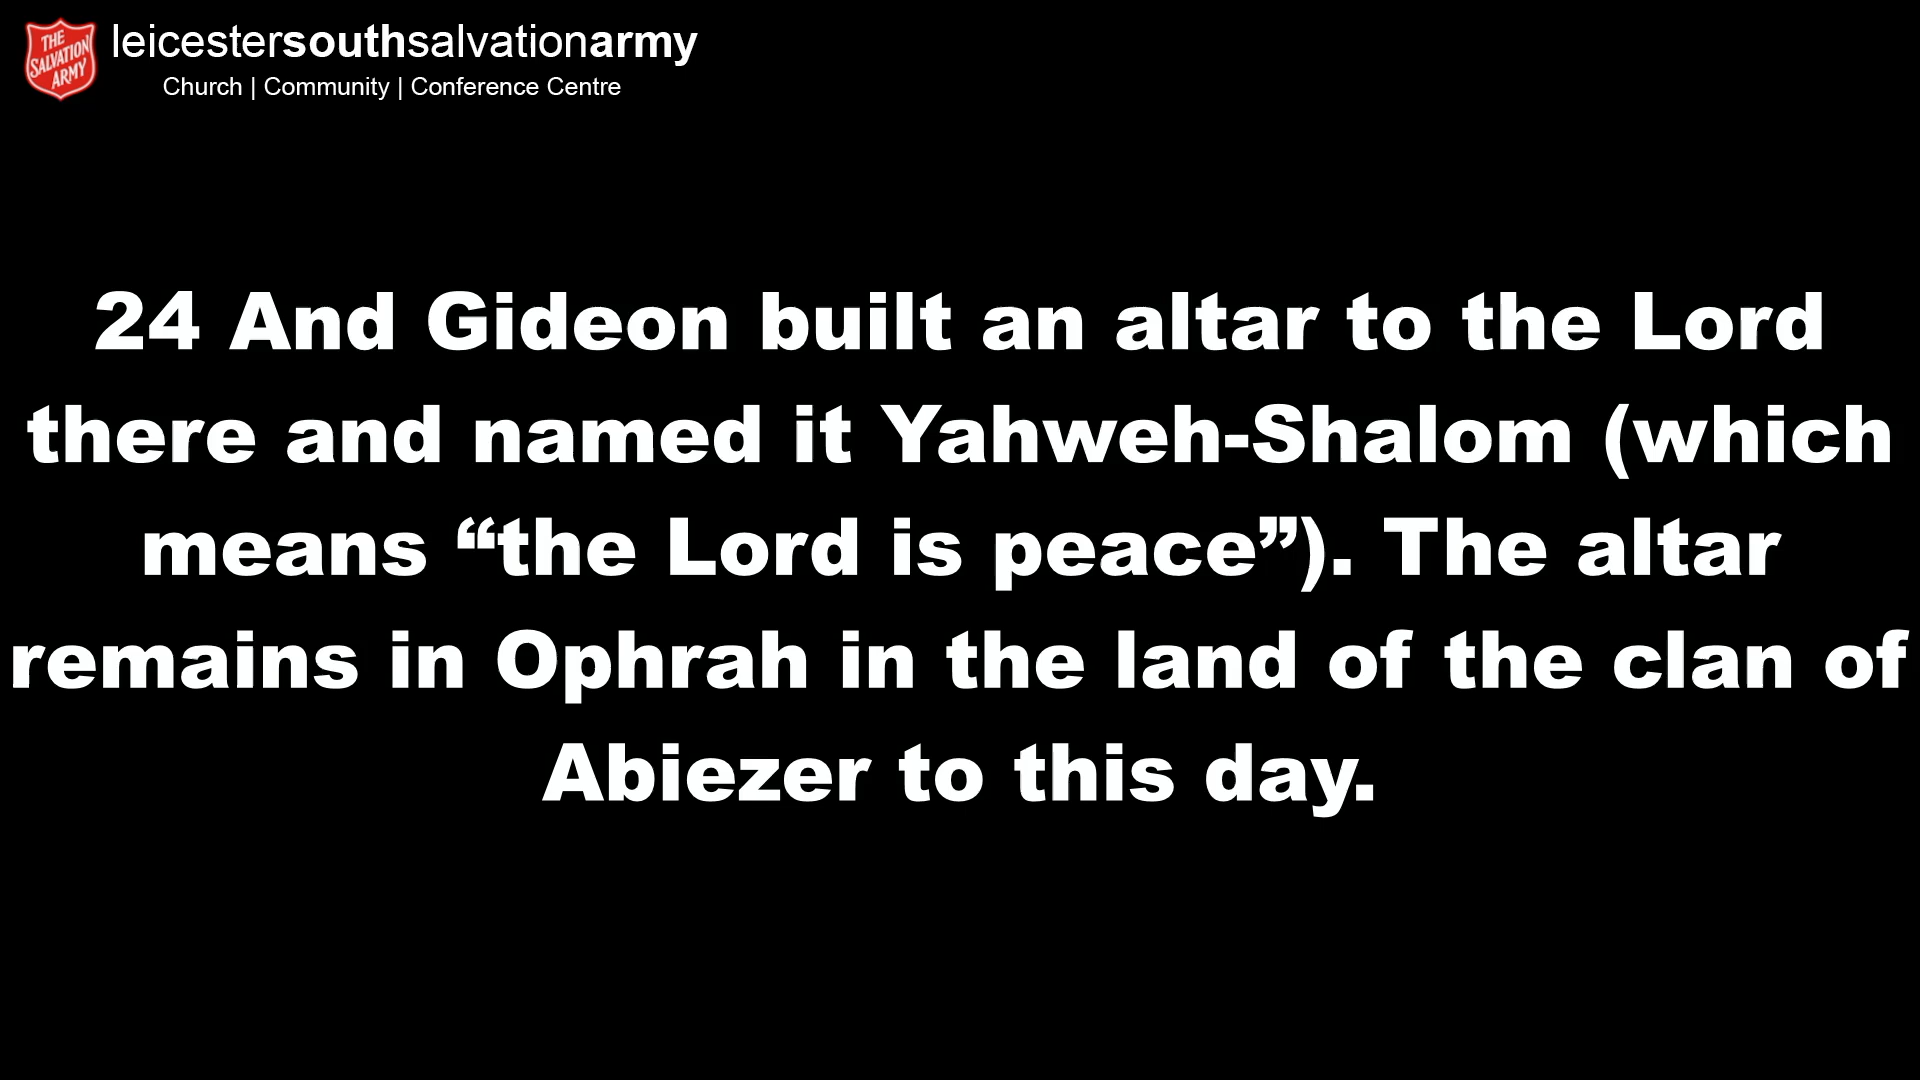 THE
SALVATION
ARMY
leicestersouthsalvationarmy
Church | Community | Conference Centre
24 And Gideon built an altar to the Lord
there and named it Yahweh-Shalom (which
means “the Lord is peace”). The altar
remains in Ophrah in the land of the clan of
Abiezer to this day.